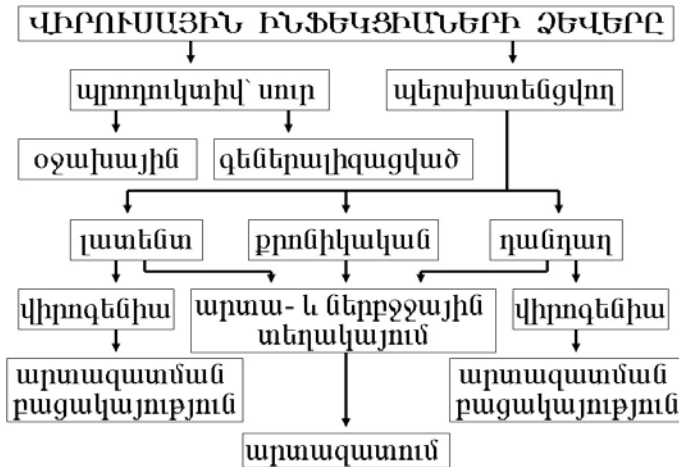 ՎԻՐՈՒՍԱՅԻՆ ԻՆՖԵԿՑԻԱՆԵՐԻ ՁԵՎԵՐԸ
պրոդուկտիվ՝ սուր
պերսիստենցվող
օջախային
գեներալիզացված
լատենտ
քրոնիկական
դանդաղ
վիրոգենիա
արտա- և ներբջջային
տեղակայում
վիրոգենիա
արտազատման
բացակայություն
արտազատման
բացակայություն
արտազատում